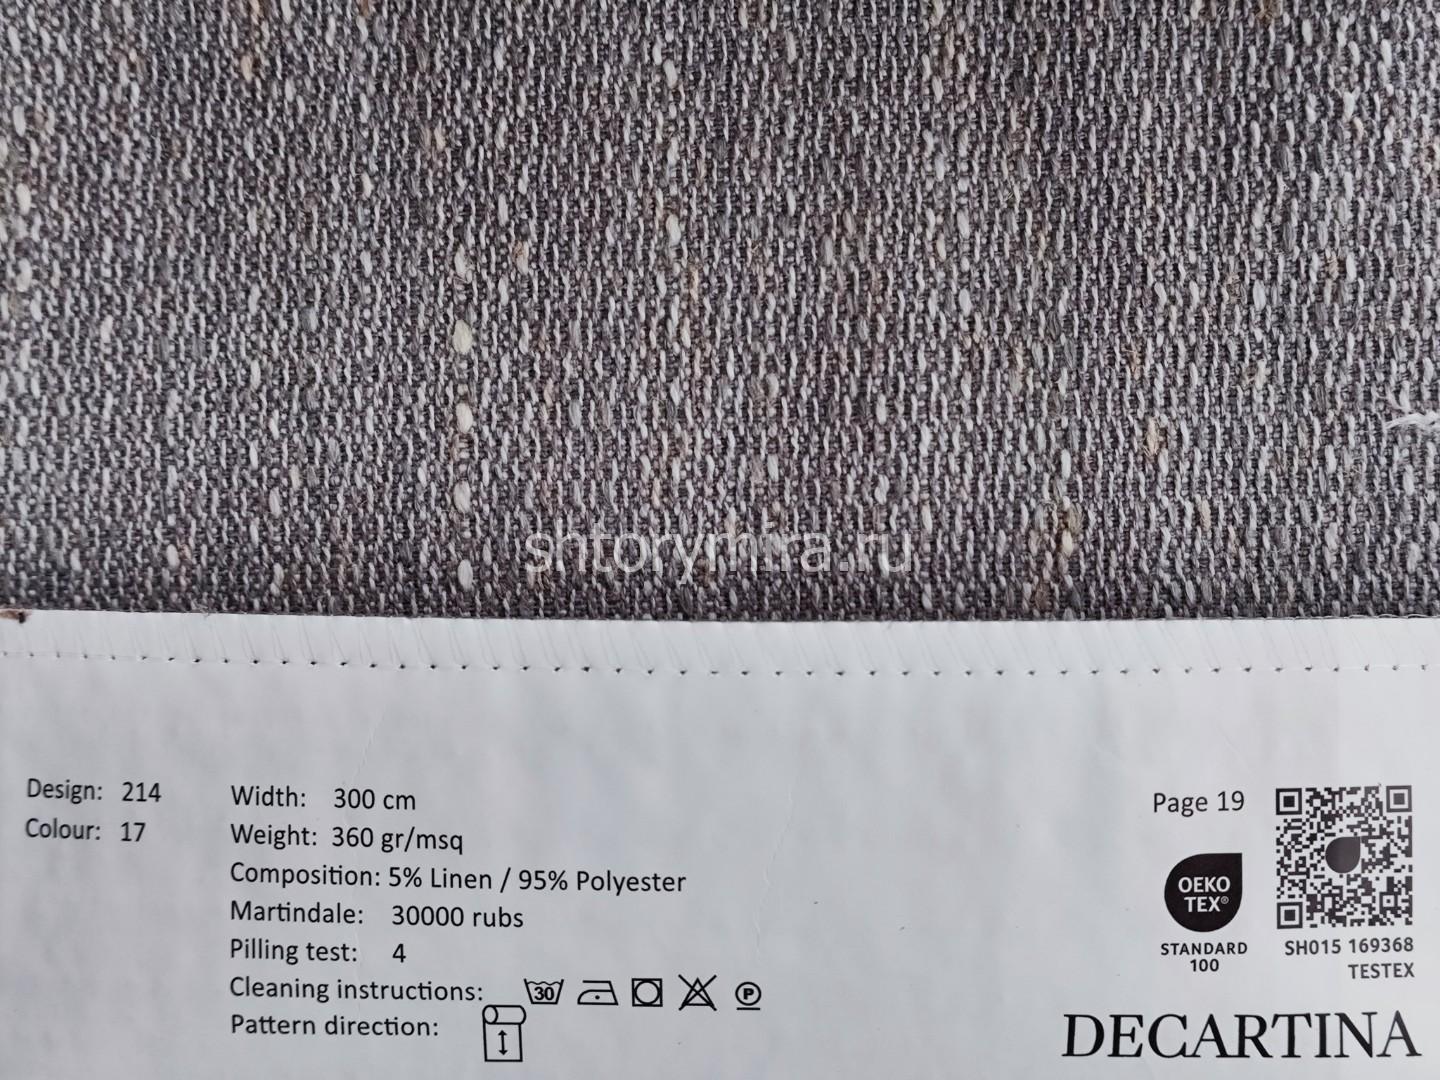 shtorymira.ru
Design: 214
Colour: 17
Width: 300 cm
Weight: 360 gr/msq
Composition: 5% Linen / 95% Polyester
Martindale: 30000 rubs
Pilling test: 4
Cleaning instructions: 30 P
Pattern direction:
Page 19
OEKO
TEX®
STANDARD
100
SH015 169368
TESTEX
DECARTINA